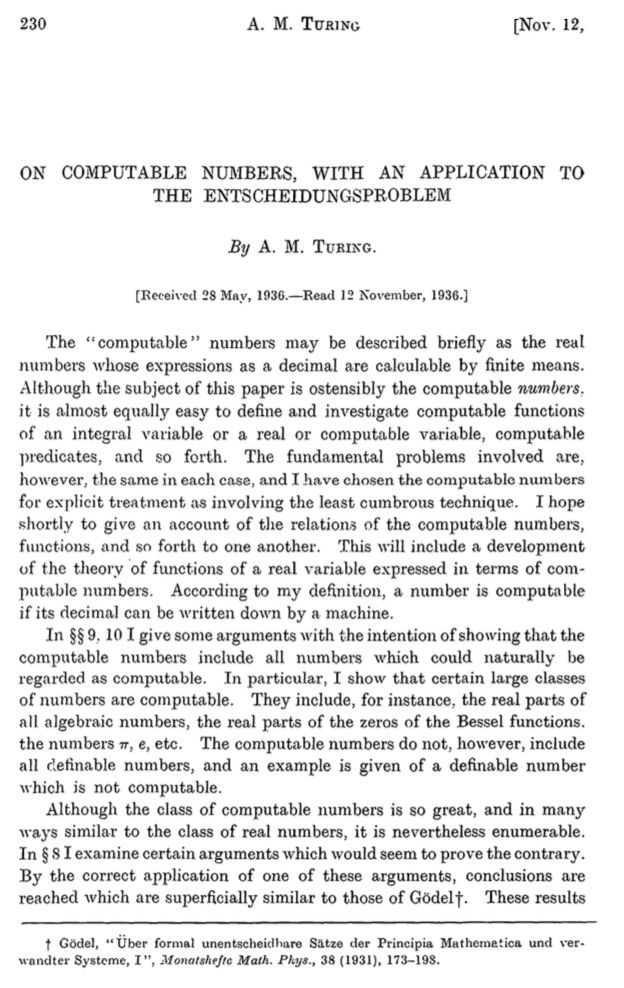 230 A. M. TURING [Nov. 12,
ON COMPUTABLE NUMBERS, WITH AN APPLICATION TO
THE ENTSCHEIDUNGSPROBLEM
By A. M. TURING.
[Received 28 May, 1936.—Read 12 November, 1936.]
The "computable" numbers may be described briefly as the real
numbers whose expressions as a decimal are calculable by finite means.
Although the subject of this paper is ostensibly the computable numbers,
it is almost equally easy to define and investigate computable functions
of an integral variable or a real or computable variable, computable
predicates, and so forth. The fundamental problems involved are,
however, the same in each case, and I have chosen the computable numbers
for explicit treatment as involving the least cumbrous technique. I hope
shortly to give an account of the relations of the computable numbers,
functions, and so forth to one another. This will include a development
of the theory of functions of a real variable expressed in terms of com-
putable numbers. According to my definition, a number is computable
if its decimal can be written down by a machine.
In §§ 9, 10 I give some arguments with the intention of showing that the
computable numbers include all numbers which could naturally be
regarded as computable. In particular, I show that certain large classes
of numbers are computable. They include, for instance, the real parts of
all algebraic numbers, the real parts of the zeros of the Bessel functions.
the numbers π, e, etc. The computable numbers do not, however, include
all definable numbers, and an example is given of a definable number
which is not computable.
Although the class of computable numbers is so great, and in many
ways similar to the class of real numbers, it is nevertheless enumerable.
In § 8 I examine certain arguments which would seem to prove the contrary.
By the correct application of one of these arguments, conclusions are
reached which are superficially similar to those of Gödel†. These results
† Gödel, "Über formal unentscheidbare Sätze der Principia Mathematica und ver-
wandter Systeme, I", Monatshefte Math. Phys., 38 (1931), 173–198.